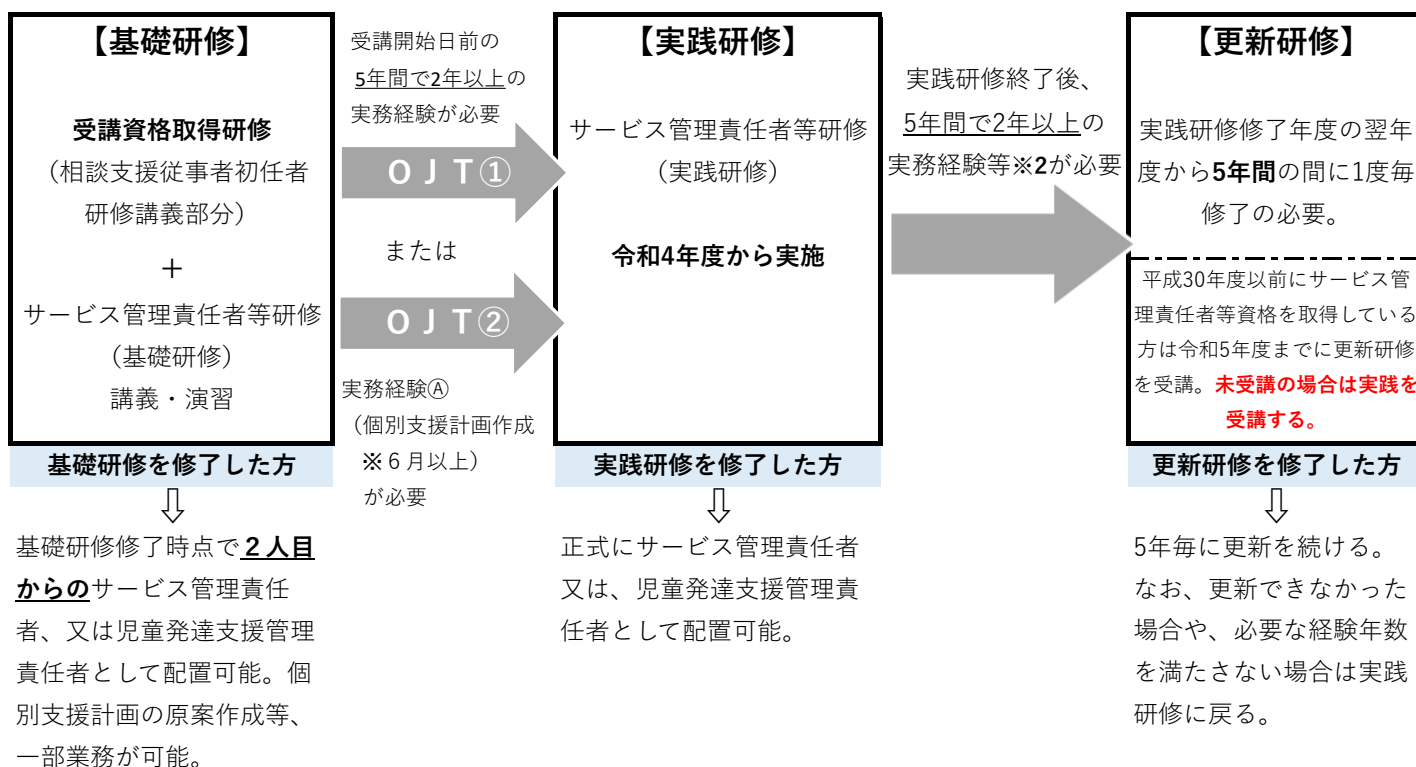 【基礎研修】
受講資格取得研修
（相談支援従事者初任者
研修講義部分）
＋
サービス管理責任者等研修
（基礎研修）
講義・演習
基礎研修を修了した方
⇩
基礎研修修了時点で２人目
からのサービス管理責任
者、又は児童発達支援管理
責任者として配置可能。個
別支援計画の原案作成等、
一部業務が可能。
受講開始日前の
5年間で2年以上の
実務経験が必要
ＯＪＴ①
または
ＯＪＴ②
実務経験Ⓐ
（個別支援計画作成
※６月以上）
が必要
【実践研修】
サービス管理責任者等研修
（実践研修）
令和4年度から実施
実践研修を修了した方
⇩
正式にサービス管理責任者
又は、児童発達支援管理責
任者として配置可能。
実践研修終了後、
5年間で2年以上の
実務経験等※2が必要
【更新研修】
実践研修修了年度の翌年
度から5年間の間に1度毎
修了の必要。
平成30年度以前にサービス管
理責任者等資格を取得している
方は令和5年度までに更新研修
を受講。未受講の場合は実践を
受講する。
更新研修を修了した方
⇩
5年毎に更新を続ける。
なお、更新できなかった
場合や、必要な経験年数
を満たさない場合は実践
研修に戻る。